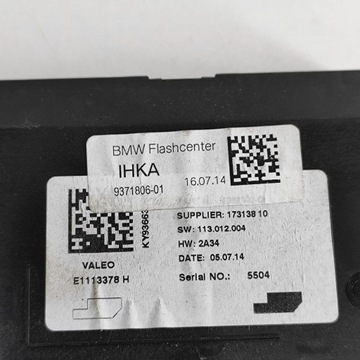 BMW Flashcenter
IHKA
9371806-01 16.07.14
KY93663
SUPPLIER: 17313810
SW: 113.012.004
HW: 2A34
VALEO DATE: 05.07.14
E1113378 H Serial NO.: 5504